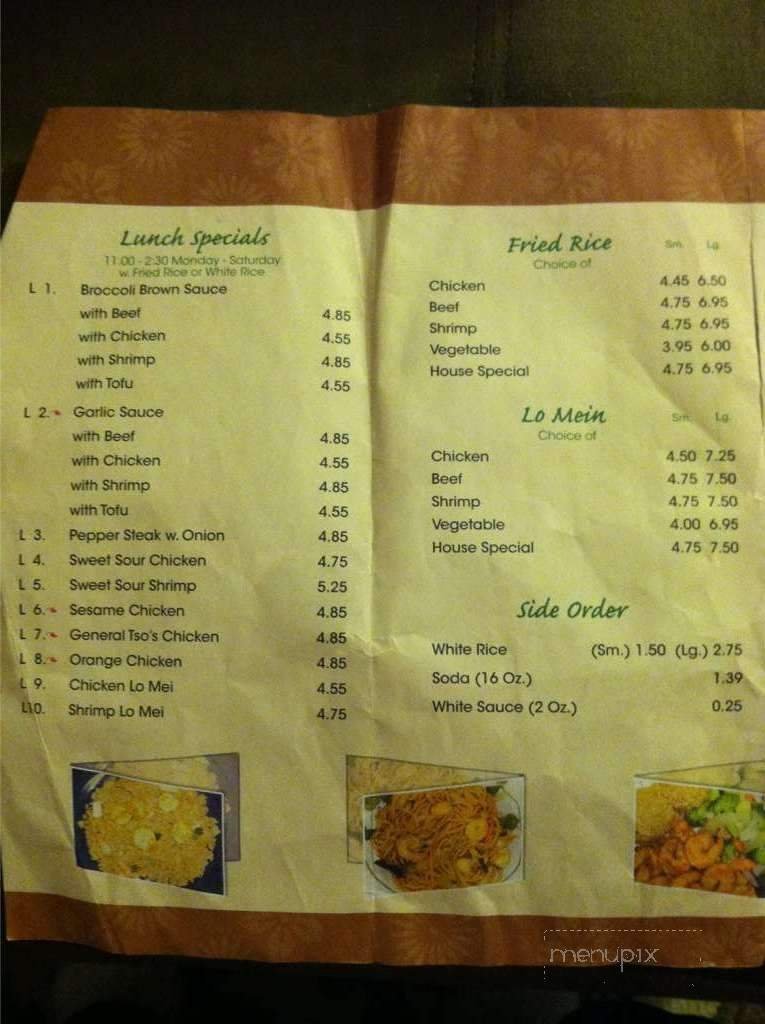 Lunch Specials
11:00 - 2:30 Monday - Saturday
w. Fried Rice or White Rice
L 1. Broccoli Brown Sauce
with Beef 4.85
with Chicken 4.55
with Shrimp 4.85
with Tofu 4.55
L 2. Garlic Sauce
with Beef 4.85
with Chicken 4.55
with Shrimp 4.85
with Tofu 4.55
L 3. Pepper Steak w. Onion 4.85
L 4. Sweet Sour Chicken 4.75
L 5. Sweet Sour Shrimp 5.25
L 6. Sesame Chicken 4.85
L 7. General Tso's Chicken 4.85
L 8. Orange Chicken 4.85
L 9. Chicken Lo Mei 4.55
L10. Shrimp Lo Mei 4.75
Fried Rice Sm. Lg.
Choice of
Chicken 4.45 6.50
Beef 4.75 6.95
Shrimp 4.75 6.95
Vegetable 3.95 6.00
House Special 4.75 6.95
Lo Mein Sm. Lg.
Choice of
Chicken 4.50 7.25
Beef 4.75 7.50
Shrimp 4.75 7.50
Vegetable 4.00 6.95
House Special 4.75 7.50
Side Order
White Rice (Sm.) 1.50 (Lg.) 2.75
Soda (16 Oz.) 1.39
White Sauce (2 Oz.) 0.25
menupix